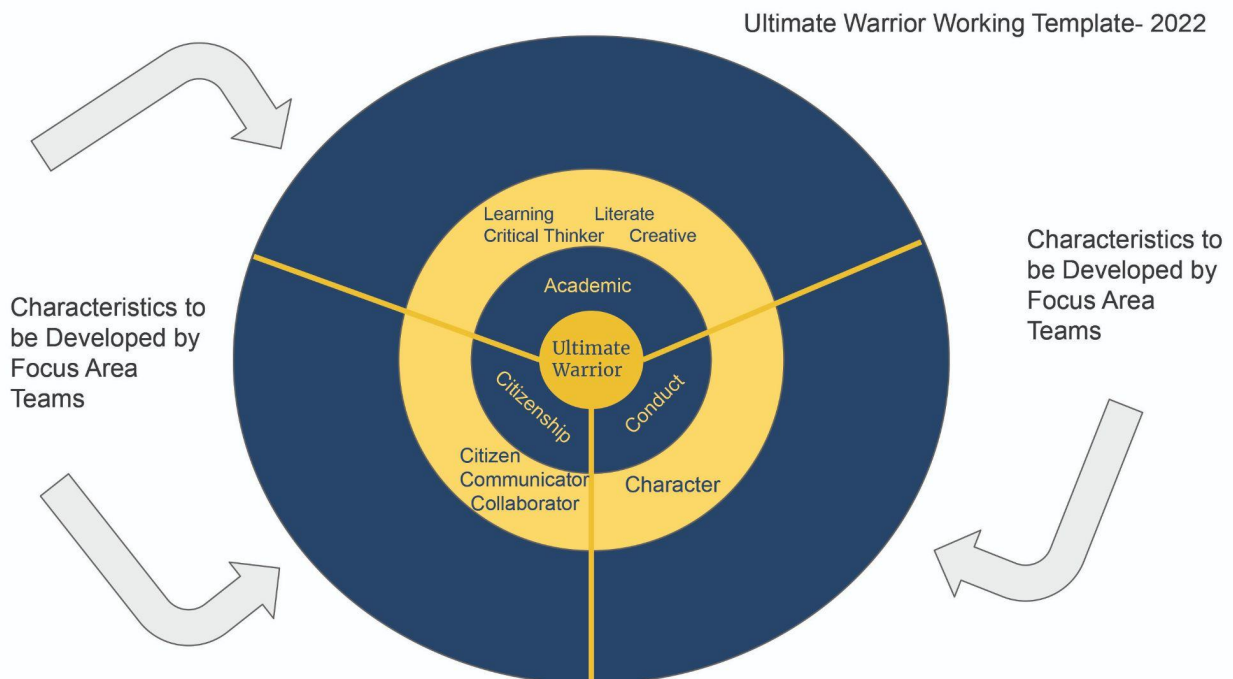 Ultimate Warrior Working Template- 2022
Learning Literate
Critical Thinker Creative
Academic
Ultimate
Warrior
Citizenship
Conduct
Citizen
Communicator
Collaborator
Character
Characteristics to
be Developed by
Focus Area
Teams
Characteristics to
be Developed by
Focus Area
Teams